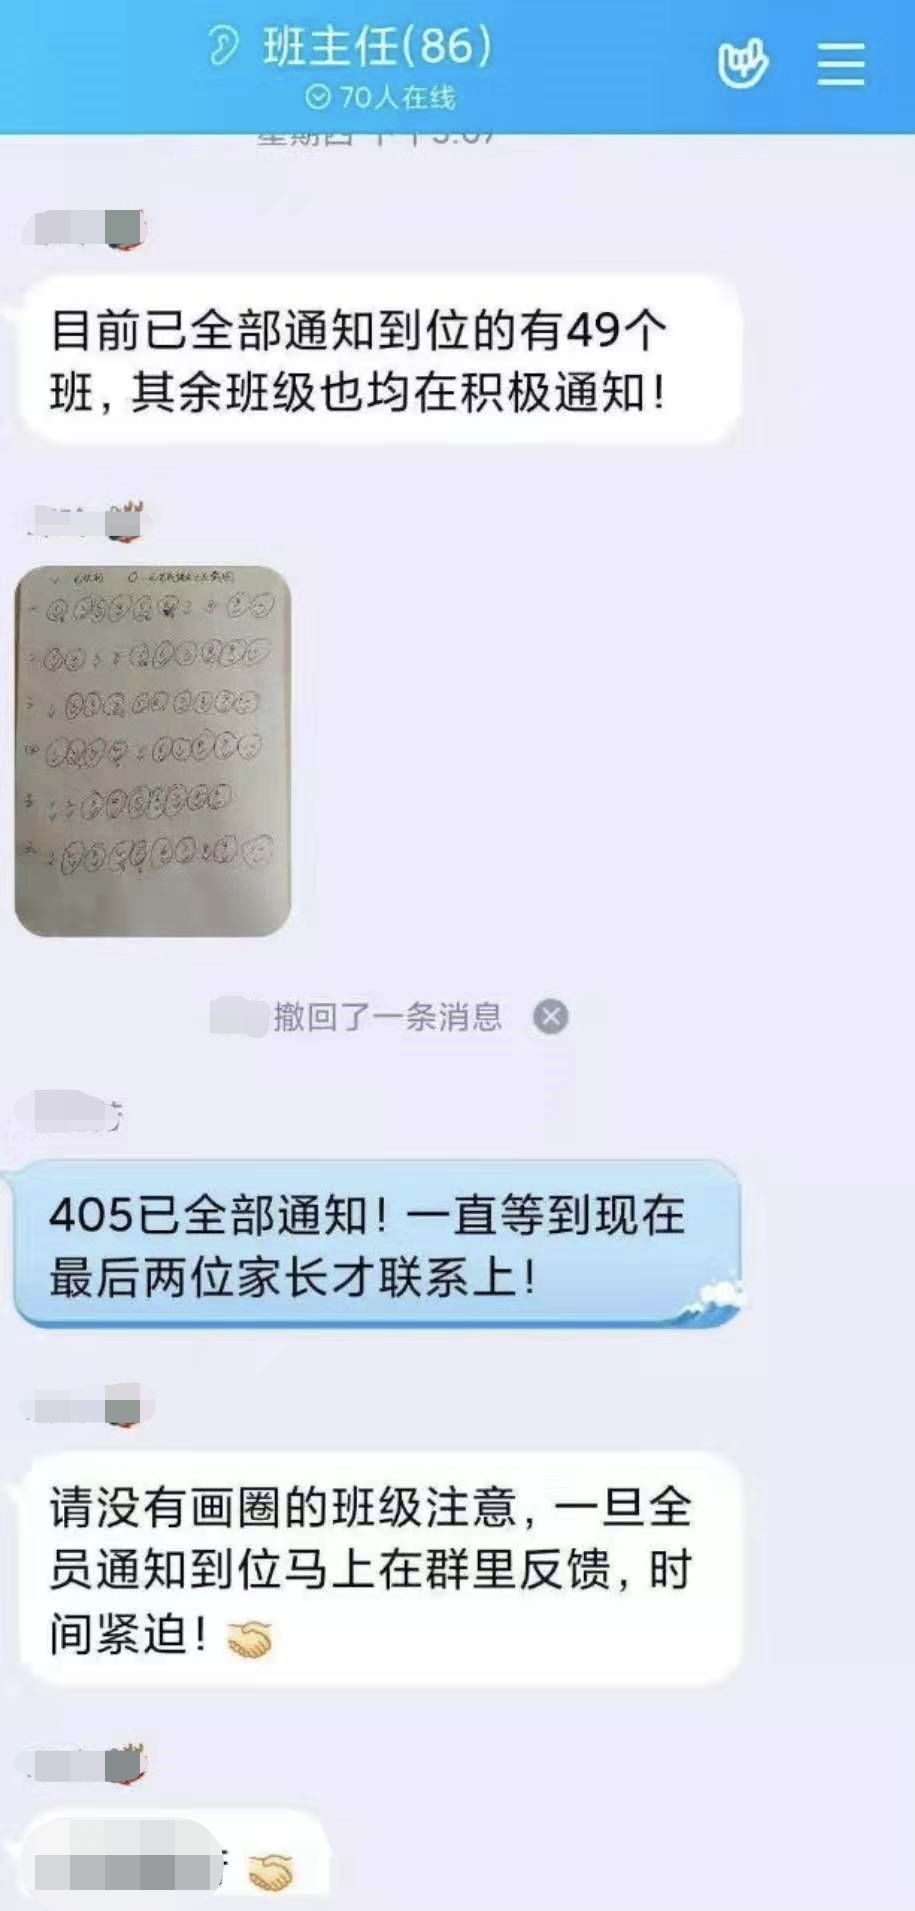 班主任(86)
70人在线
目前已全部通知到位的有49个
班，其余班级也均在积极通知！
撤回了一条消息
405已全部通知！一直等到现在
最后两位家长才联系上！
请没有画圈的班级注意，一旦全
员通知到位马上在群里反馈，时
间紧迫！